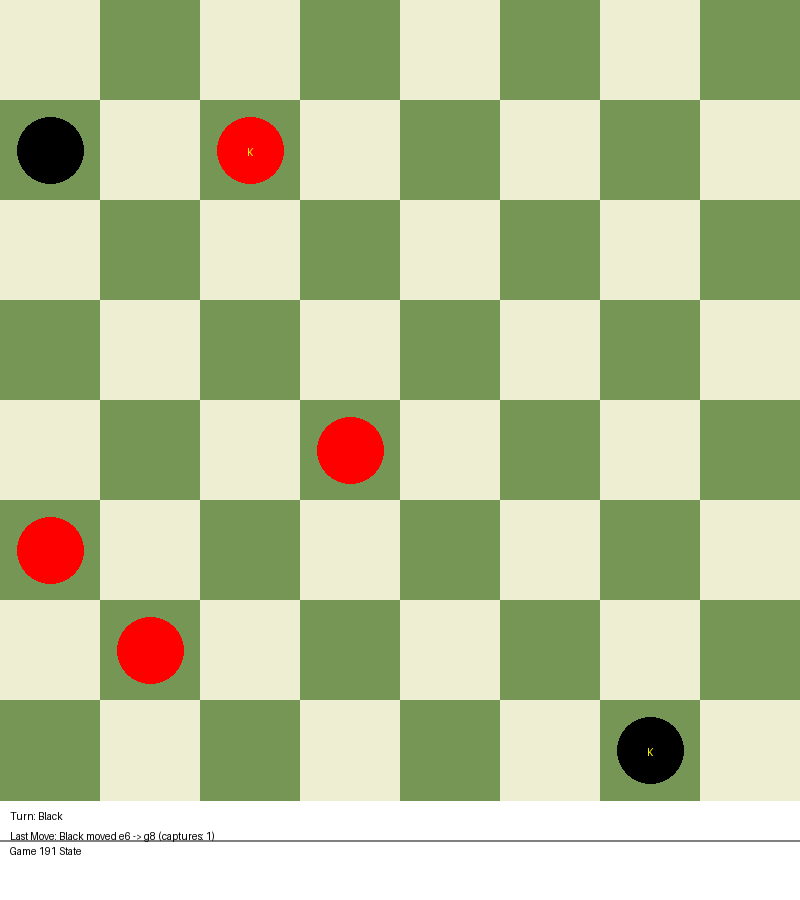 K
K
Turn: Black
Last Move: Black moved e6 -> g8 (captures: 1)
Game 191 State